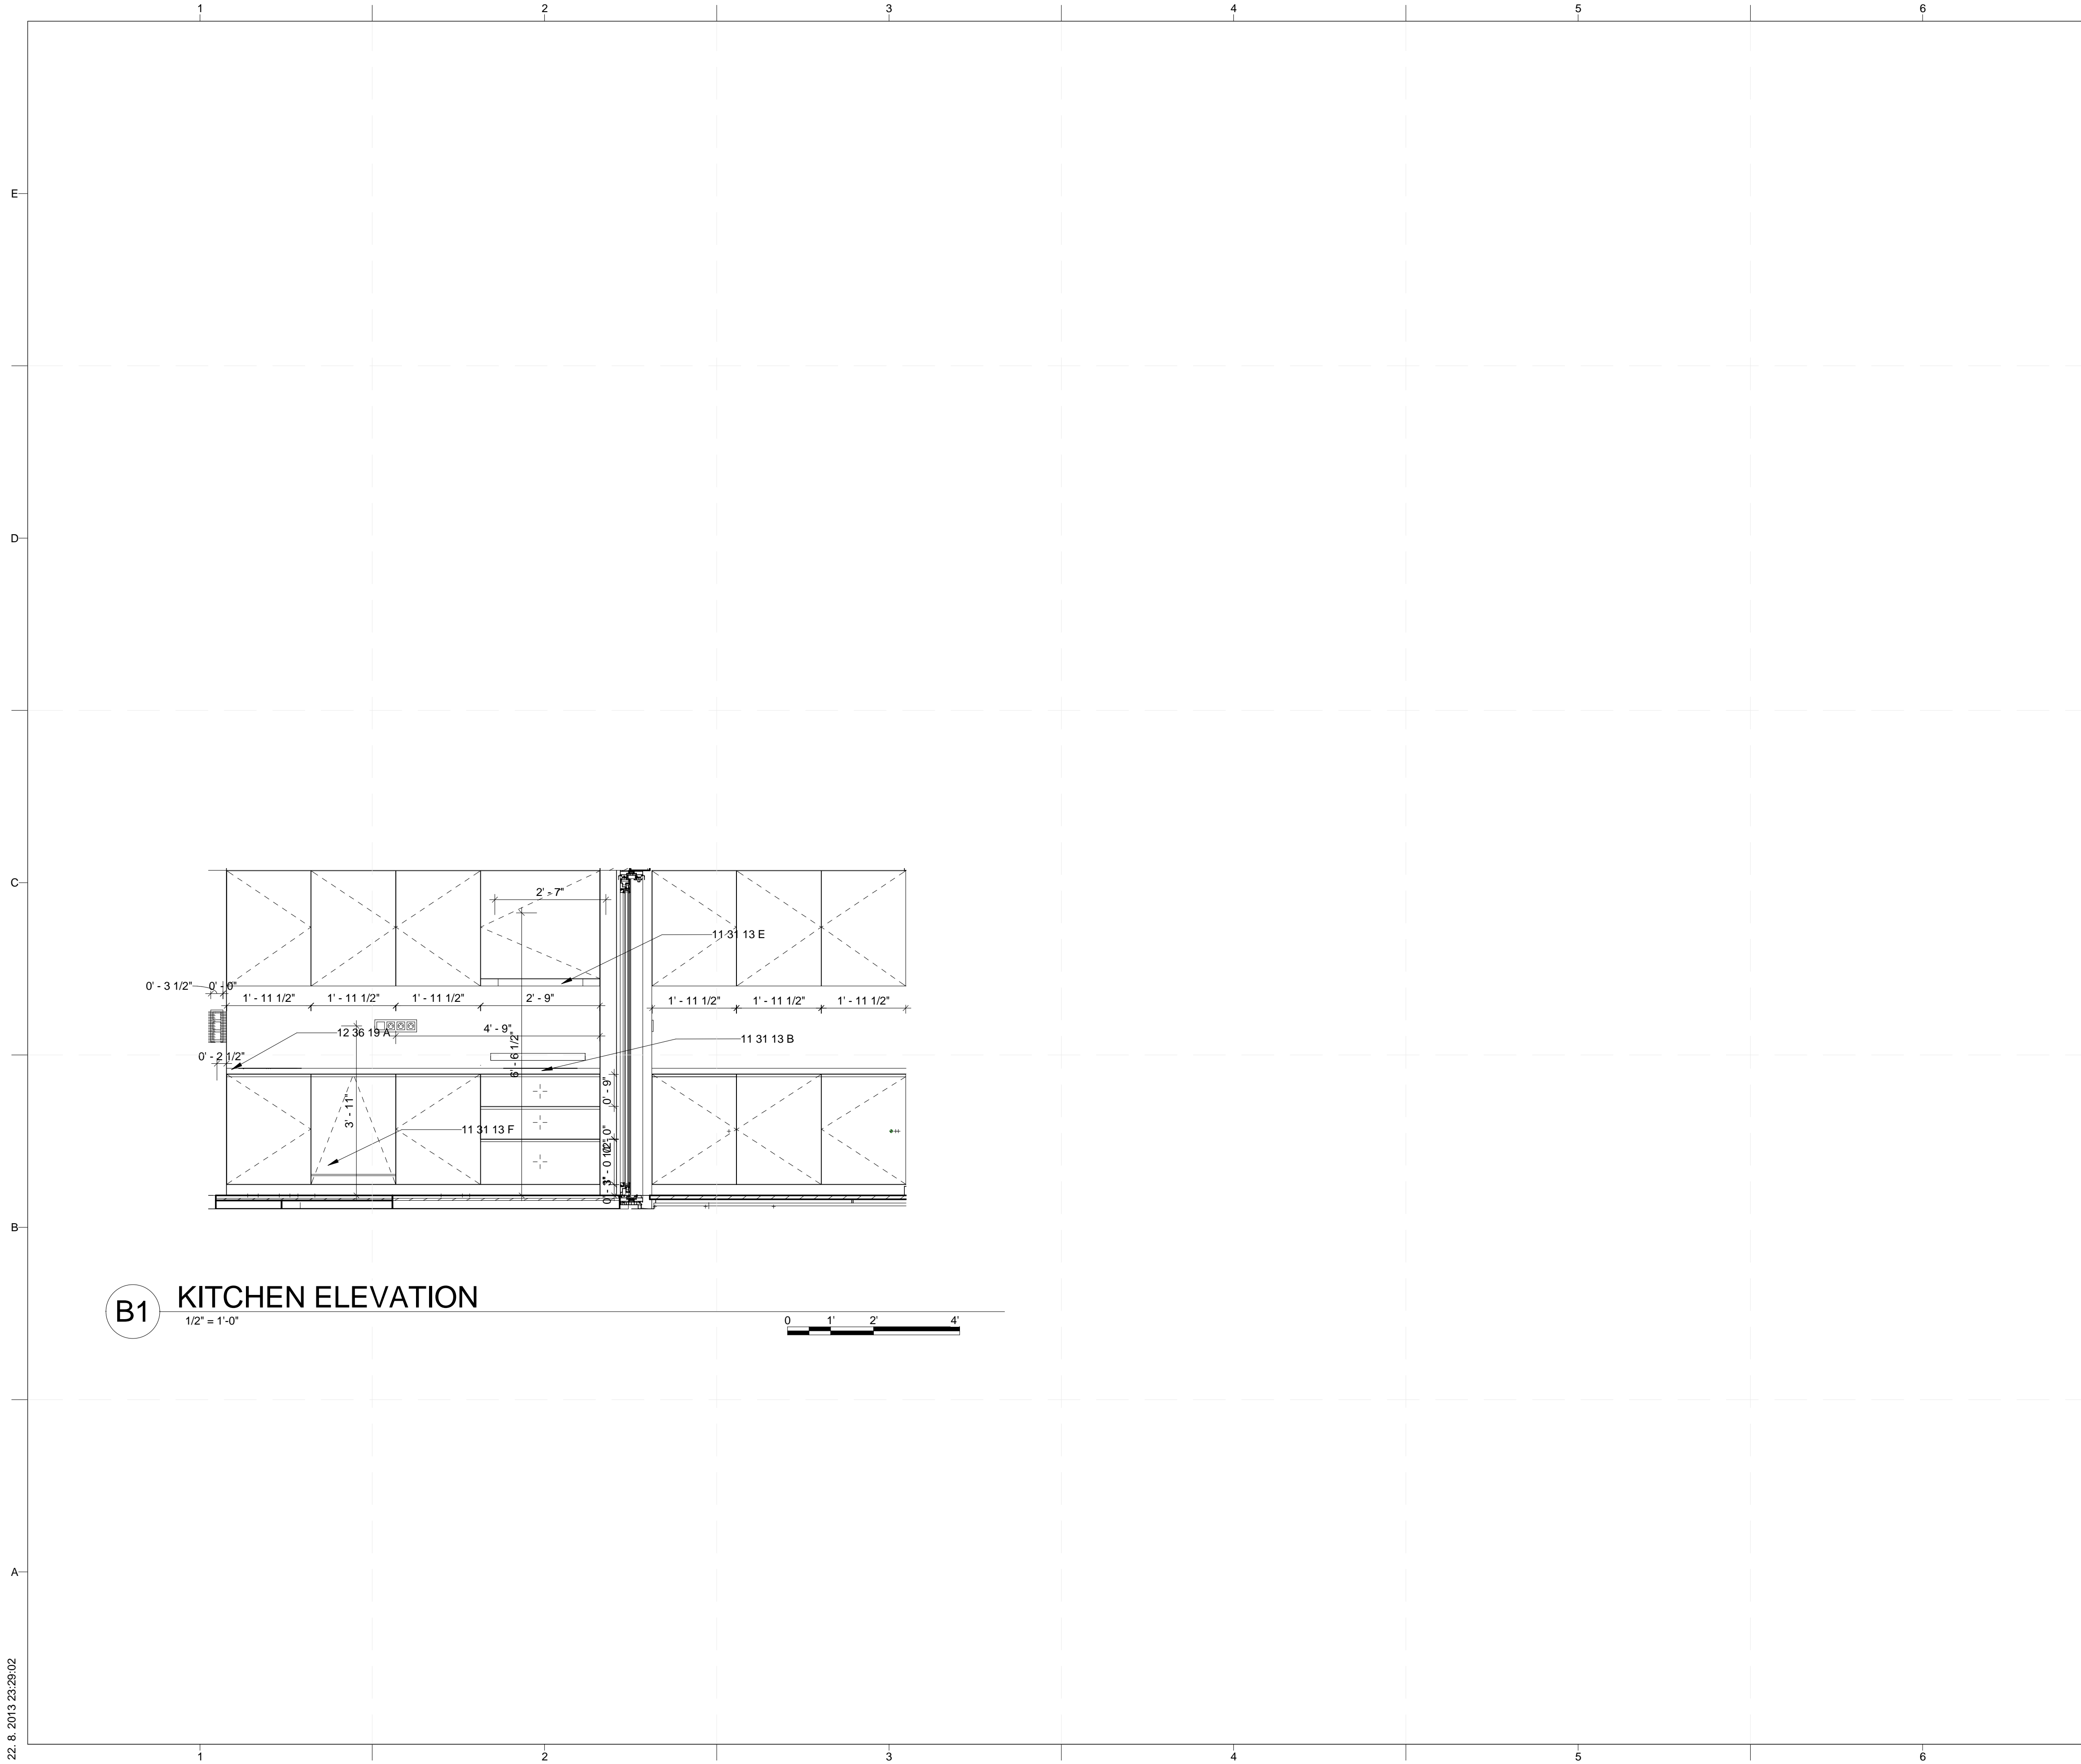 1 2 3 4 5 6
E
D
C
B
A
2' - 7"
11 31 13 E
0' - 3 1/2" 0' - 0"
1' - 11 1/2" 1' - 11 1/2" 1' - 11 1/2" 2' - 9" 1' - 11 1/2" 1' - 11 1/2" 1' - 11 1/2"
4' - 9"
12 36 19 A
11 31 13 B
6' - 6 1/2"
0' - 2 1/2"
0' - 9"
3' - 11"
11 31 13 F
0' - 3"
B1 KITCHEN ELEVATION
1/2" = 1'-0"
0 1' 2' 4'
22. 8. 2013 23:29:02
1 2 3 4 5 6